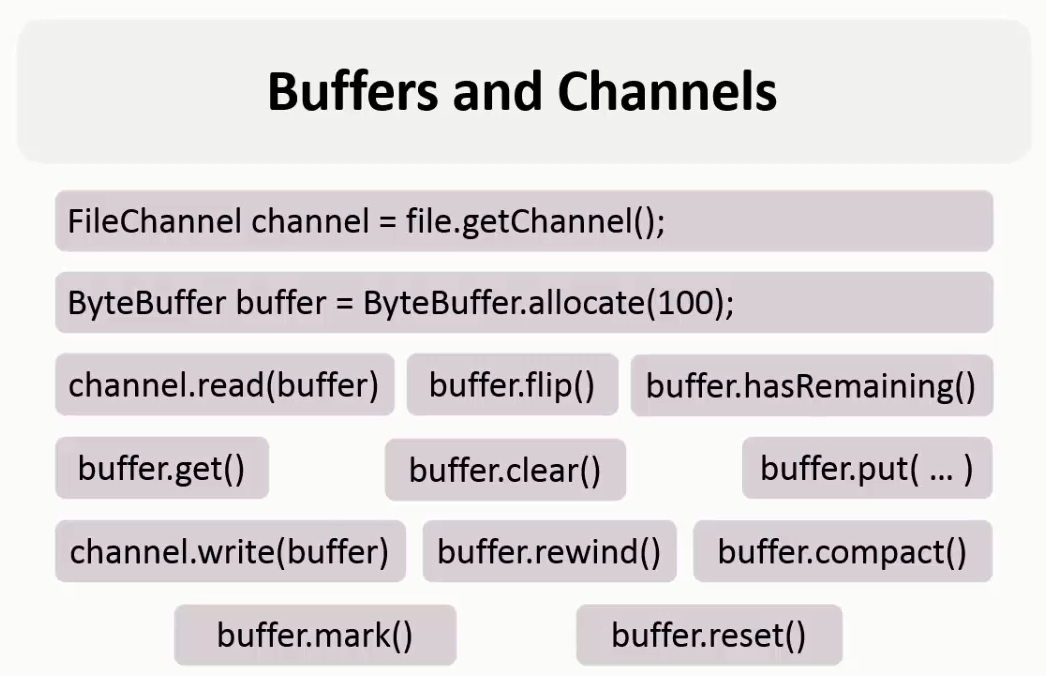 Buffers and Channels
FileChannel channel = file.getChannel();
ByteBuffer buffer = ByteBuffer.allocate(100);
channel.read(buffer) buffer.flip() buffer.hasRemaining()
buffer.get() buffer.clear() buffer.put( ... )
channel.write(buffer) buffer.rewind() buffer.compact()
buffer.mark() buffer.reset()